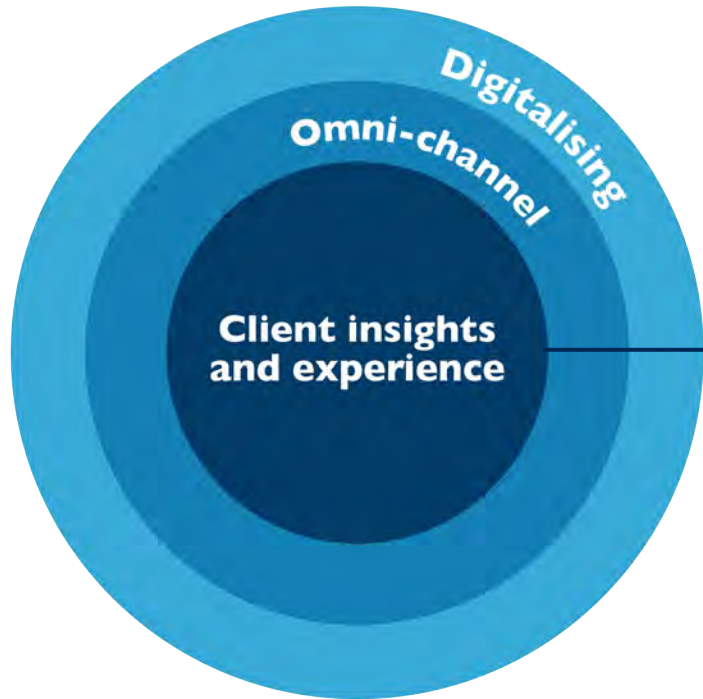 Digitalising
Omni-channel
Client insights
and experience